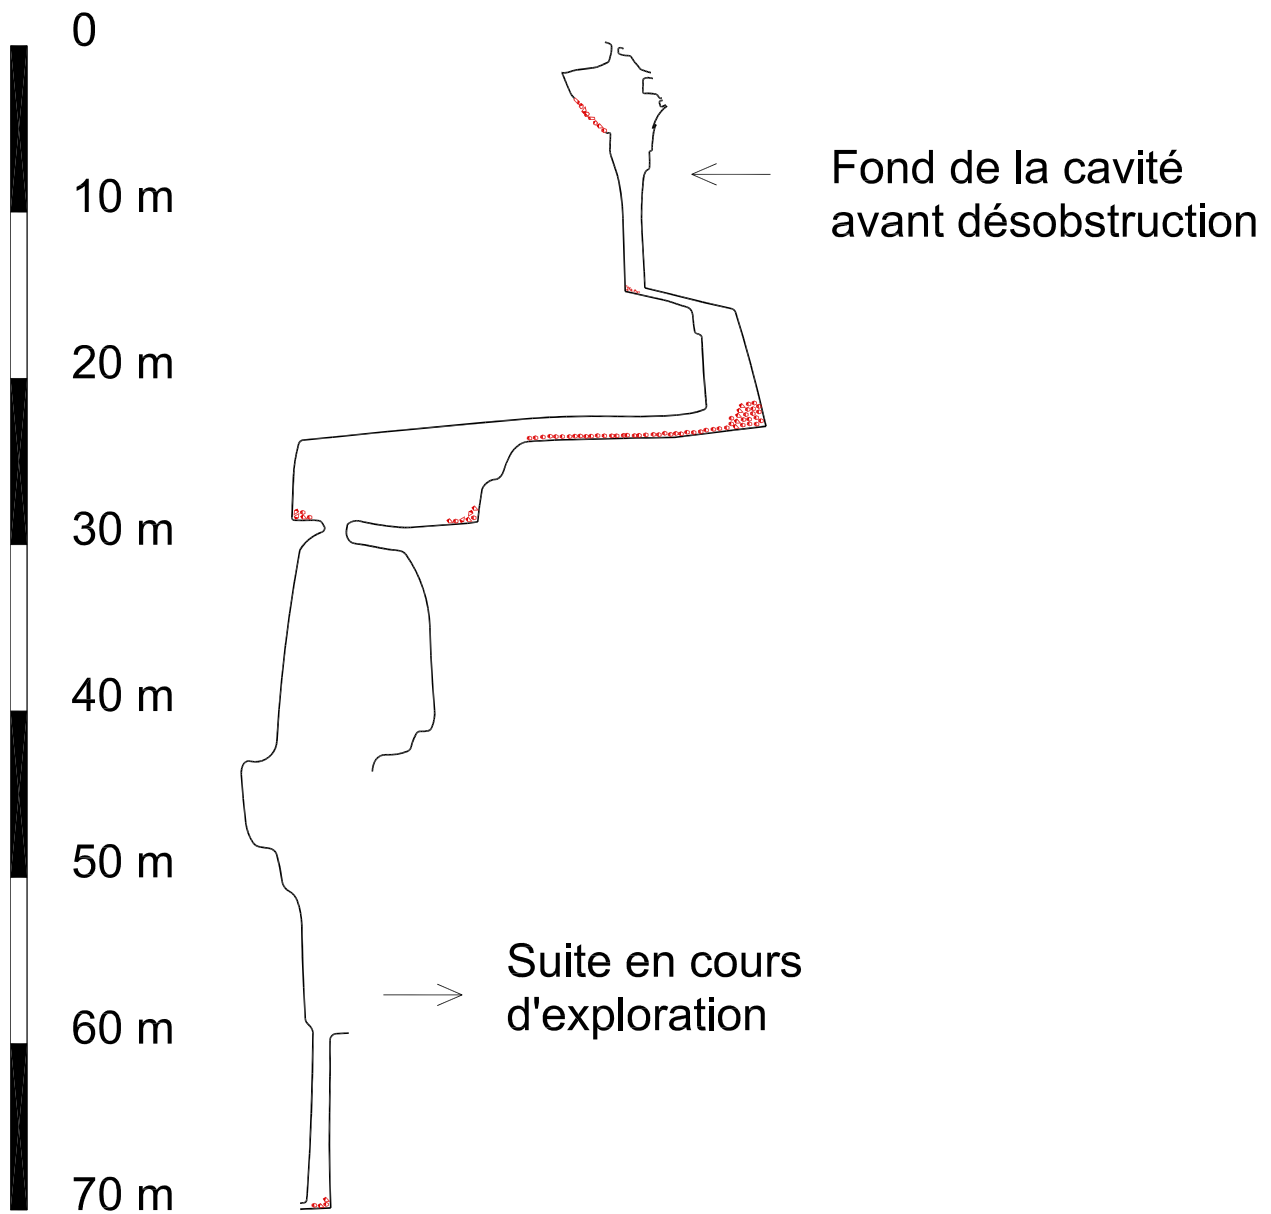 0
10 m
20 m
30 m
40 m
50 m
60 m
70 m
Fond de la cavité
avant désobstruction
Suite en cours
d'exploration